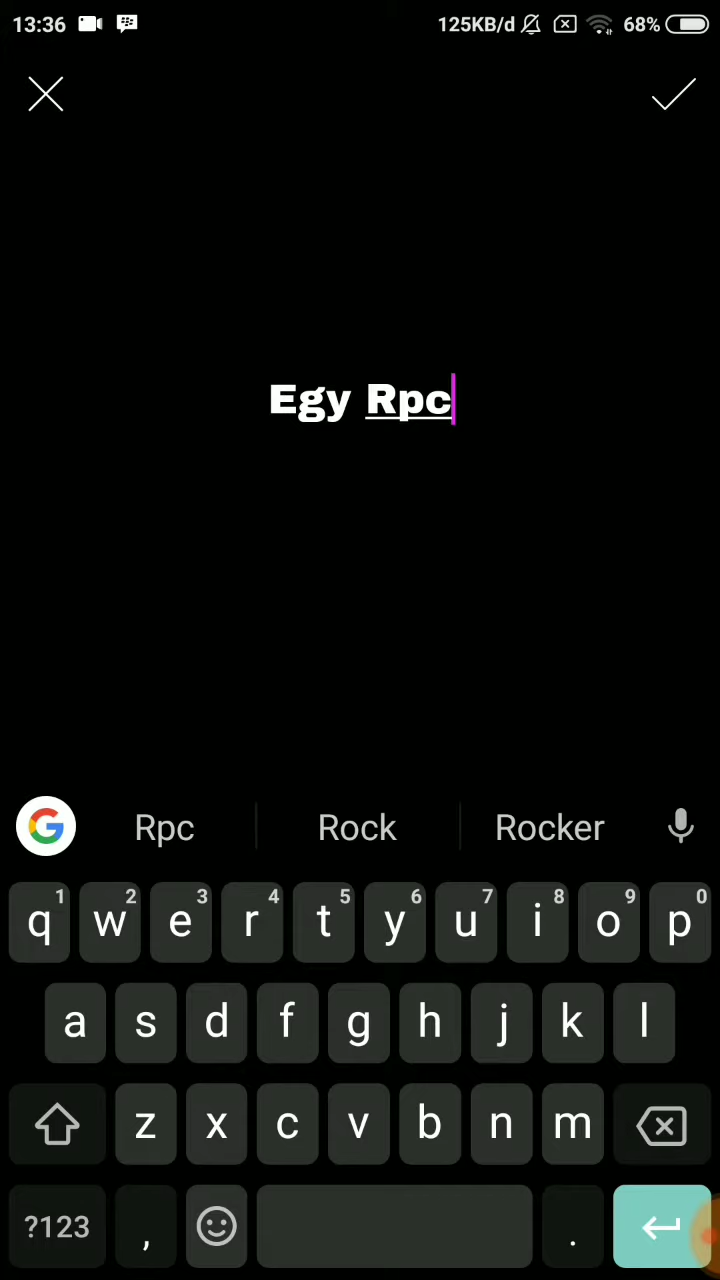 13:36 125KB/d 68%
Egy Rpc
Rpc Rock Rocker
1 2 3 4 5 6 7 8 9 0
q w e r t y u i o p
a s d f g h j k l
z x c v b n m
?123 , .